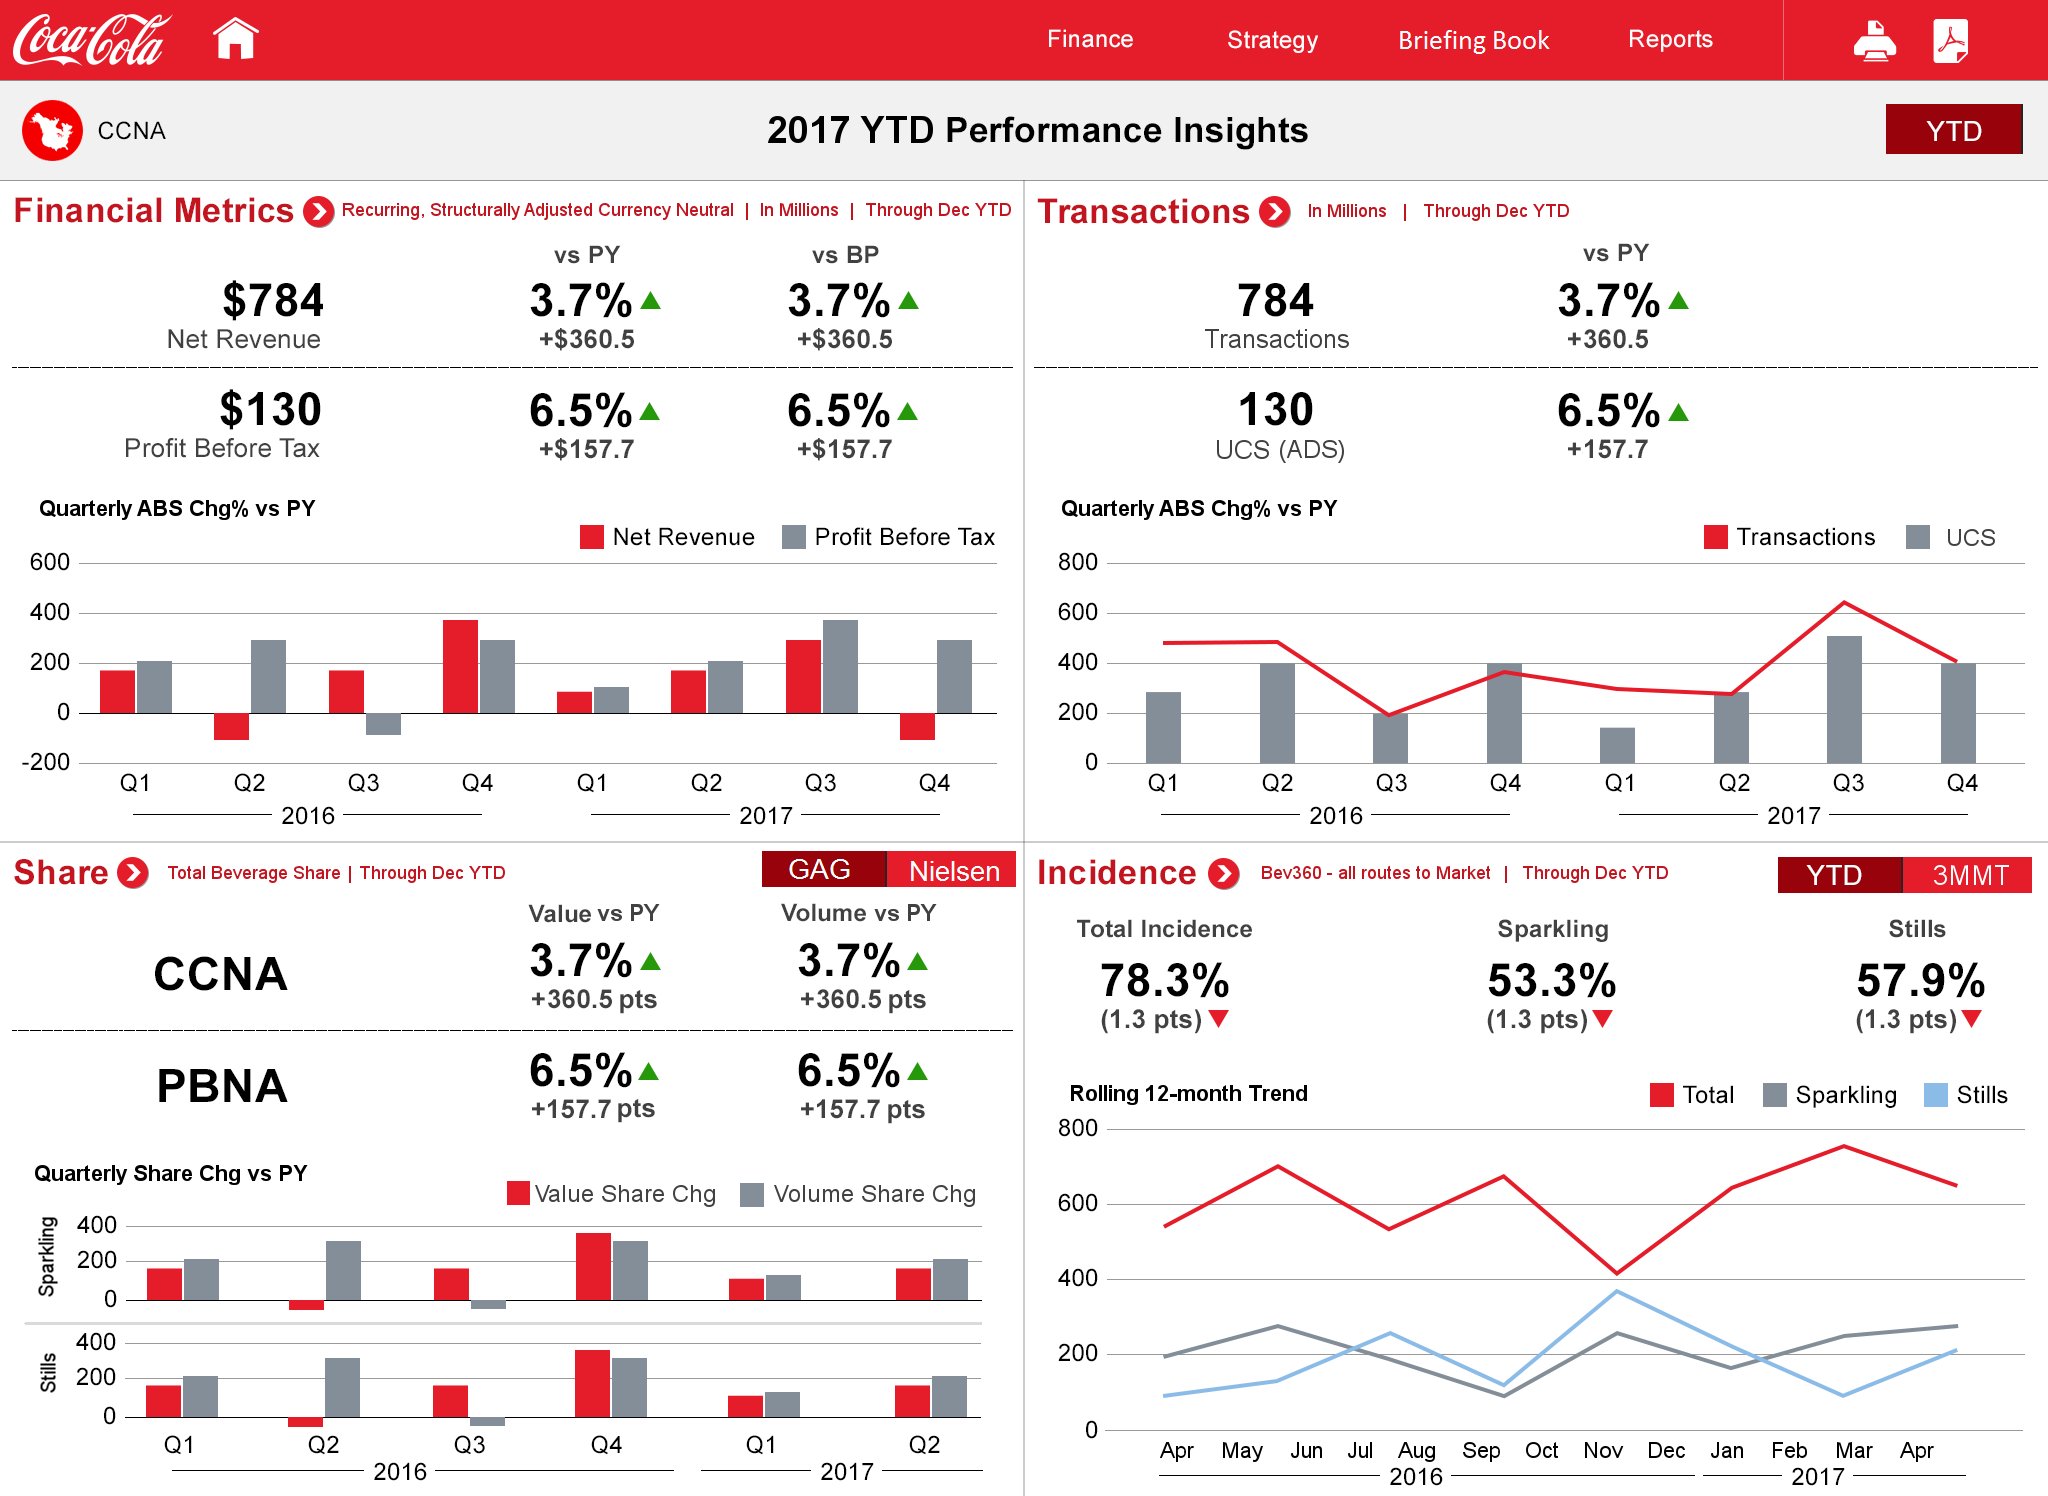 Coca-Cola
Finance
Strategy
Briefing Book
Reports
CCNA
2017 YTD Performance Insights
YTD
Financial Metrics
Recurring, Structurally Adjusted Currency Neutral | In Millions | Through Dec YTD
vs PY
vs BP
$784
3.7%
3.7%
Net Revenue
+$360.5
+$360.5
$130
6.5%
6.5%
Profit Before Tax
+$157.7
+$157.7
Quarterly ABS Chg% vs PY
Net Revenue
Profit Before Tax
600
400
200
0
-200
Q1 Q2 Q3 Q4 Q1 Q2 Q3 Q4
2016
2017
Transactions
In Millions | Through Dec YTD
vs PY
784
3.7%
Transactions
+360.5
130
6.5%
UCS (ADS)
+157.7
Quarterly ABS Chg% vs PY
Transactions
UCS
800
600
400
200
0
Q1 Q2 Q3 Q4 Q1 Q2 Q3 Q4
2016
2017
Share
Total Beverage Share | Through Dec YTD
GAG
Nielsen
Value vs PY
Volume vs PY
CCNA
3.7%
3.7%
+360.5 pts
+360.5 pts
PBNA
6.5%
6.5%
+157.7 pts
+157.7 pts
Quarterly Share Chg vs PY
Value Share Chg
Volume Share Chg
Sparkling
400
200
0
Stills
400
200
0
Q1 Q2 Q3 Q4 Q1 Q2
2016
2017
Incidence
Bev360 - all routes to Market | Through Dec YTD
YTD
3MMT
Total Incidence
Sparkling
Stills
78.3%
53.3%
57.9%
(1.3 pts)
(1.3 pts)
(1.3 pts)
Rolling 12-month Trend
Total
Sparkling
Stills
800
600
400
200
0
Apr May Jun Jul Aug Sep Oct Nov Dec Jan Feb Mar Apr
2016
2017